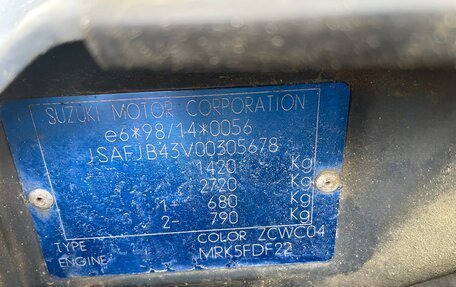 SUZUKI MOTOR CORPORATION
e6*98/14*0056
JSAFJB43V00305678
1420 Kg
2720 Kg
1- 680 Kg
2- 790 Kg
COLOR ZCWC04
TYPE
ENGINE MRK5FDF22